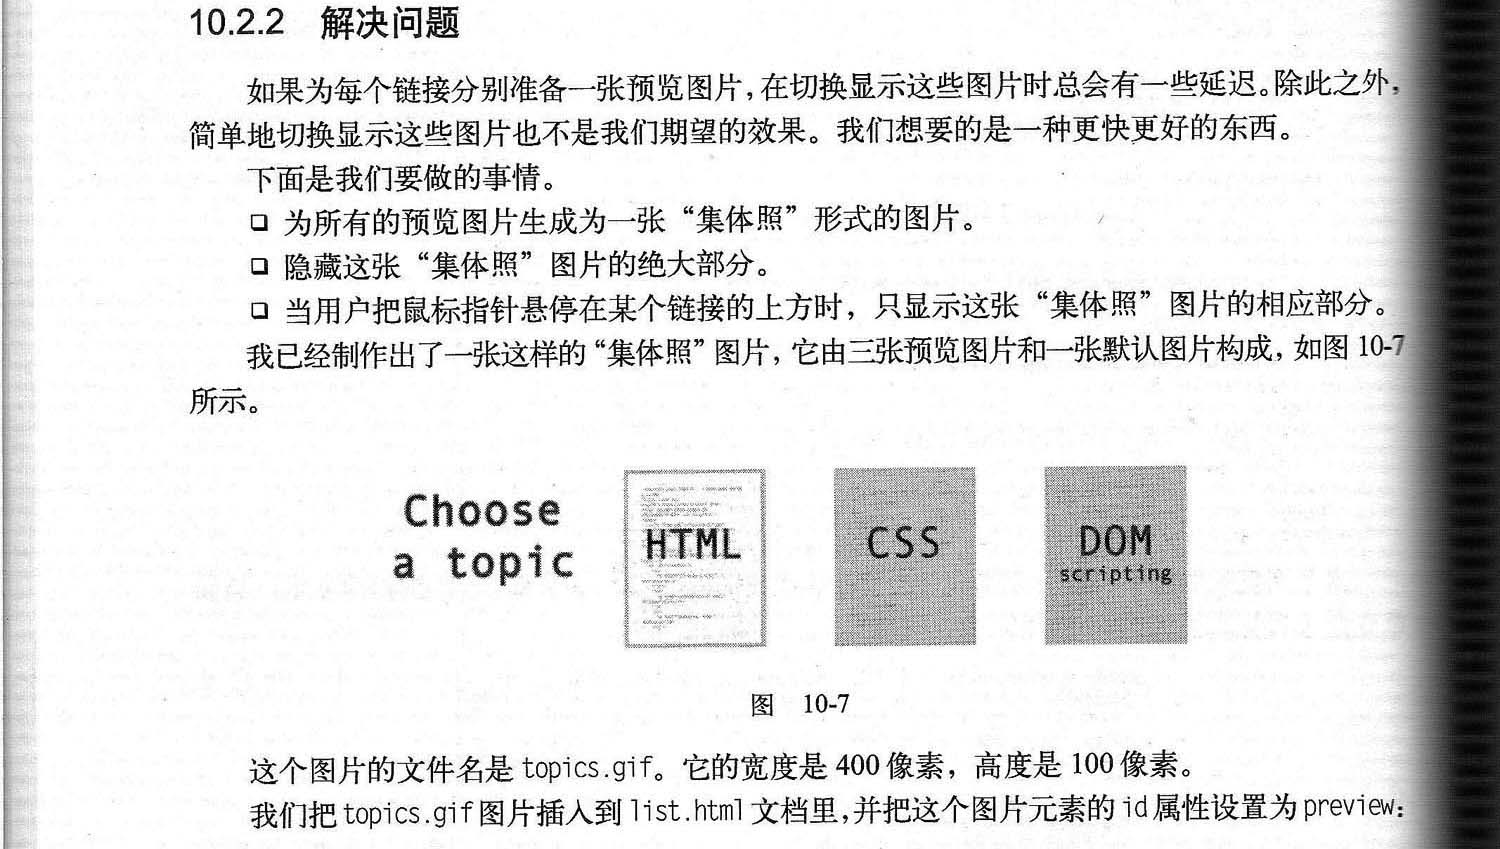 10.2.2 解决问题
如果为每个链接分别准备一张预览图片，在切换显示这些图片时总会有一些延迟。除此之外，
简单地切换显示这些图片也不是我们期望的效果。我们想要的是一种更快更好的东西。
下面是我们要做的事情。
❑ 为所有的预览图片生成为一张“集体照”形式的图片。
❑ 隐藏这张“集体照”图片的绝大部分。
❑ 当用户把鼠标指针悬停在某个链接的上方时，只显示这张“集体照”图片的相应部分。
我已经制作出了一张这样的“集体照”图片，它由三张预览图片和一张默认图片构成，如图 10-7
所示。
Choose
a topic
HTML
CSS
DOM
scripting
图 10-7
这个图片的文件名是 topics.gif。它的宽度是 400 像素，高度是 100 像素。
我们把 topics.gif 图片插入到 list.html 文档里，并把这个图片元素的 id 属性设置为 preview：